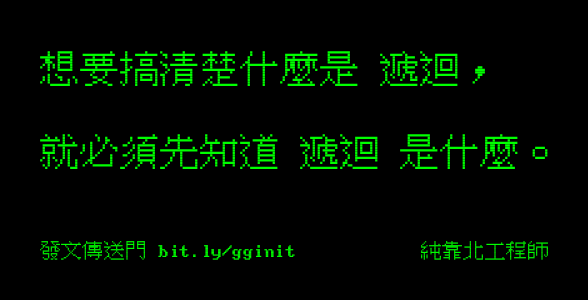 想要搞清楚什麼是 遞迴，
就必須先知道 遞迴 是什麼。
發文傳送門 bit.ly/gginit
純靠北工程師